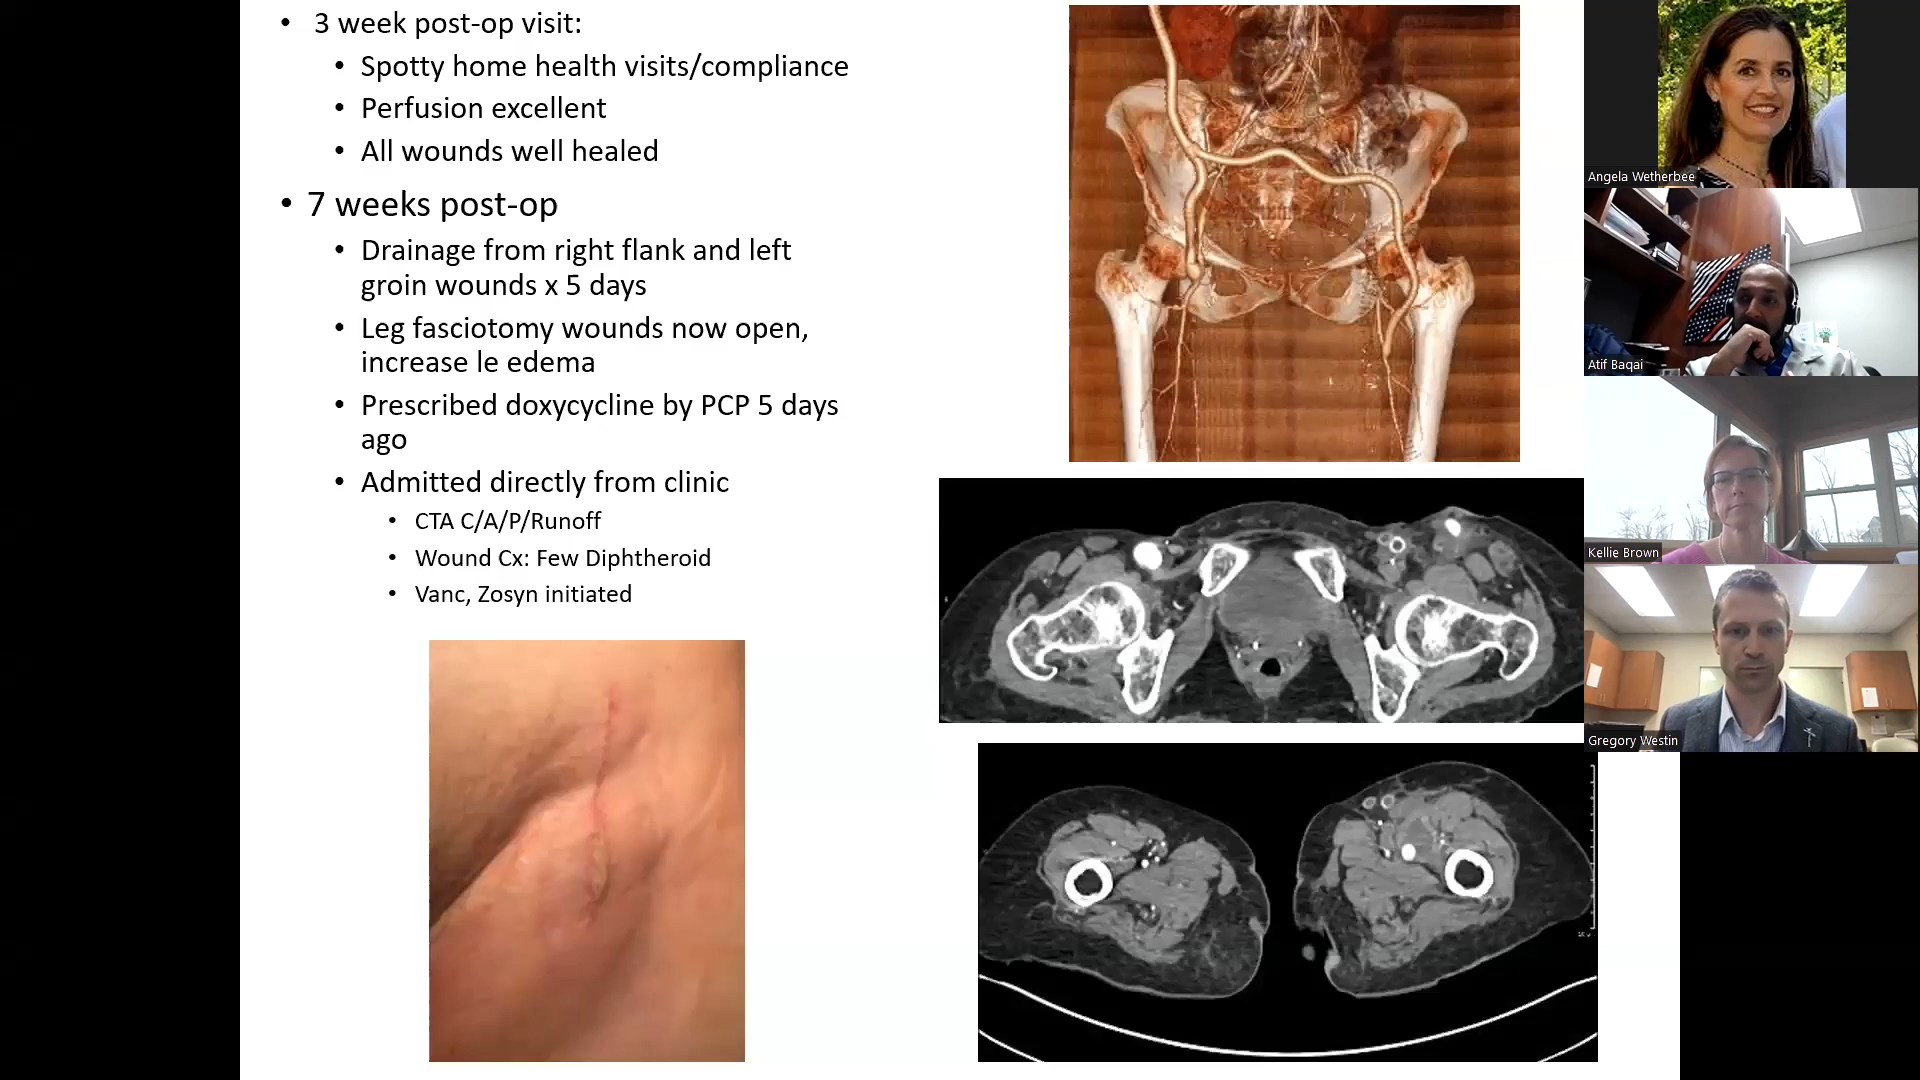 3 week post-op visit:
Spotty home health visits/compliance
Perfusion excellent
All wounds well healed
7 weeks post-op
Drainage from right flank and left
groin wounds x 5 days
Leg fasciotomy wounds now open,
increase le edema
Prescribed doxycycline by PCP 5 days
ago
Admitted directly from clinic
CTA C/A/P/Runoff
Wound Cx: Few Diphtheroid
Vanc, Zosyn initiated
Angela Wetherbee
Atif Baqai
Kellie Brown
Gregory Westin